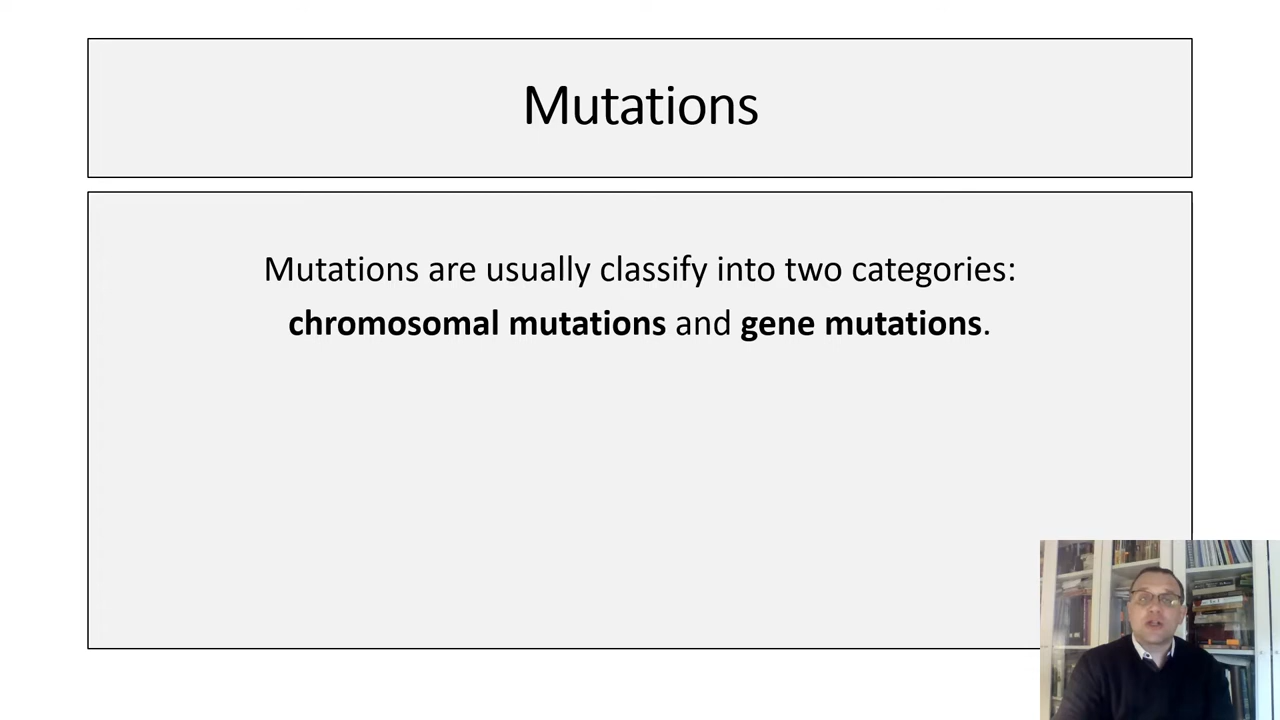 Mutations
Mutations are usually classify into two categories:
chromosomal mutations and gene mutations.